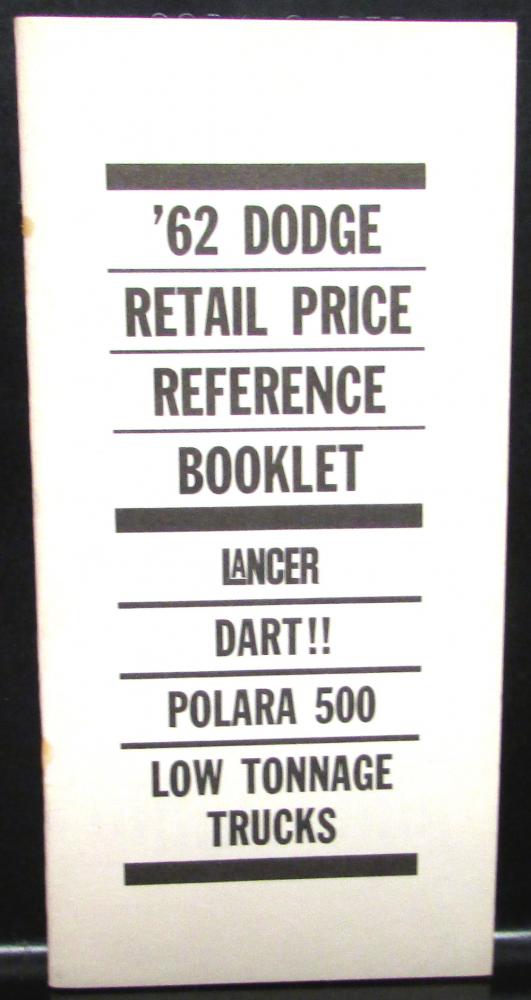 '62 DODGE
RETAIL PRICE
REFERENCE
BOOKLET
LANCER
DART!!
POLARA 500
LOW TONNAGE
TRUCKS